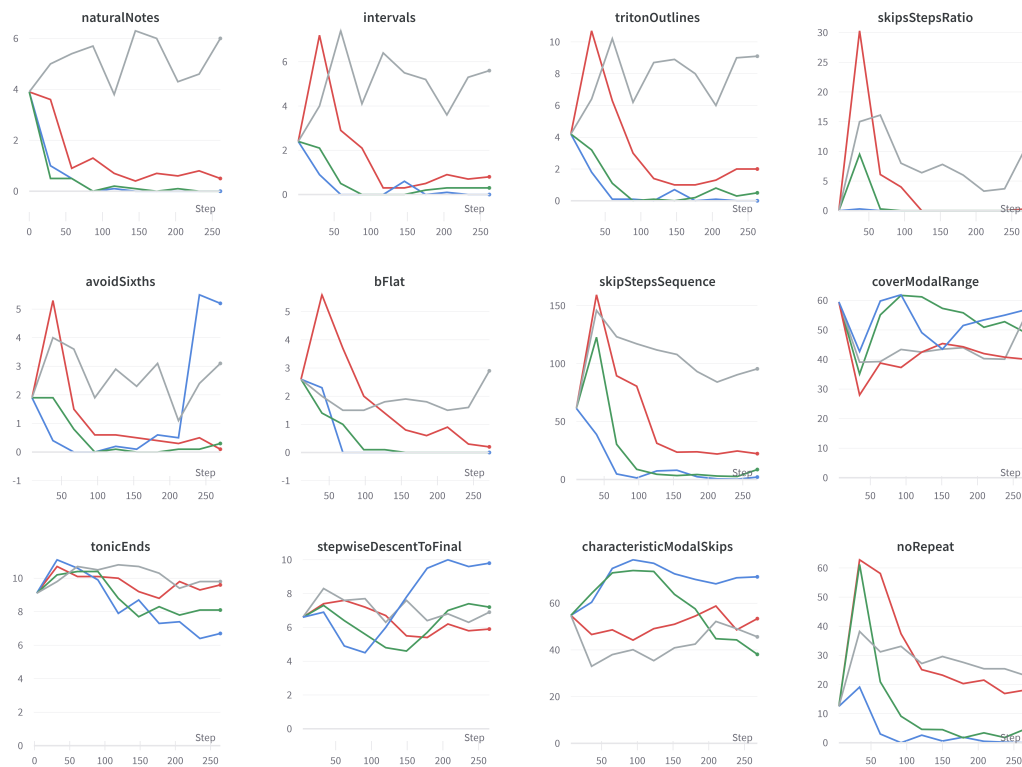 naturalNotes
6
4
2
0
Step
0 50 100 150 200 250
intervals
6
4
2
0
Step
50 100 150 200 250
tritonOutlines
10
8
6
4
2
0
Step
50 100 150 200 250
skipsStepsRatio
30
25
20
15
10
5
0
Step
50 100 150 200 250
avoidSixths
5
4
3
2
1
0
-1
Step
50 100 150 200 250
bFlat
5
4
3
2
1
0
-1
Step
50 100 150 200 250
skipStepsSequence
150
100
50
0
Step
50 100 150 200 250
coverModalRange
60
50
40
30
20
10
0
50 100 150 200 250
tonicEnds
10
8
6
4
2
0
Step
0 50 100 150 200 250
stepwiseDescentToFinal
10
8
6
4
2
0
Step
50 100 150 200 250
characteristicModalSkips
60
40
20
0
Step
50 100 150 200 250
noRepeat
60
50
40
30
20
10
0
Step
50 100 150 200 250